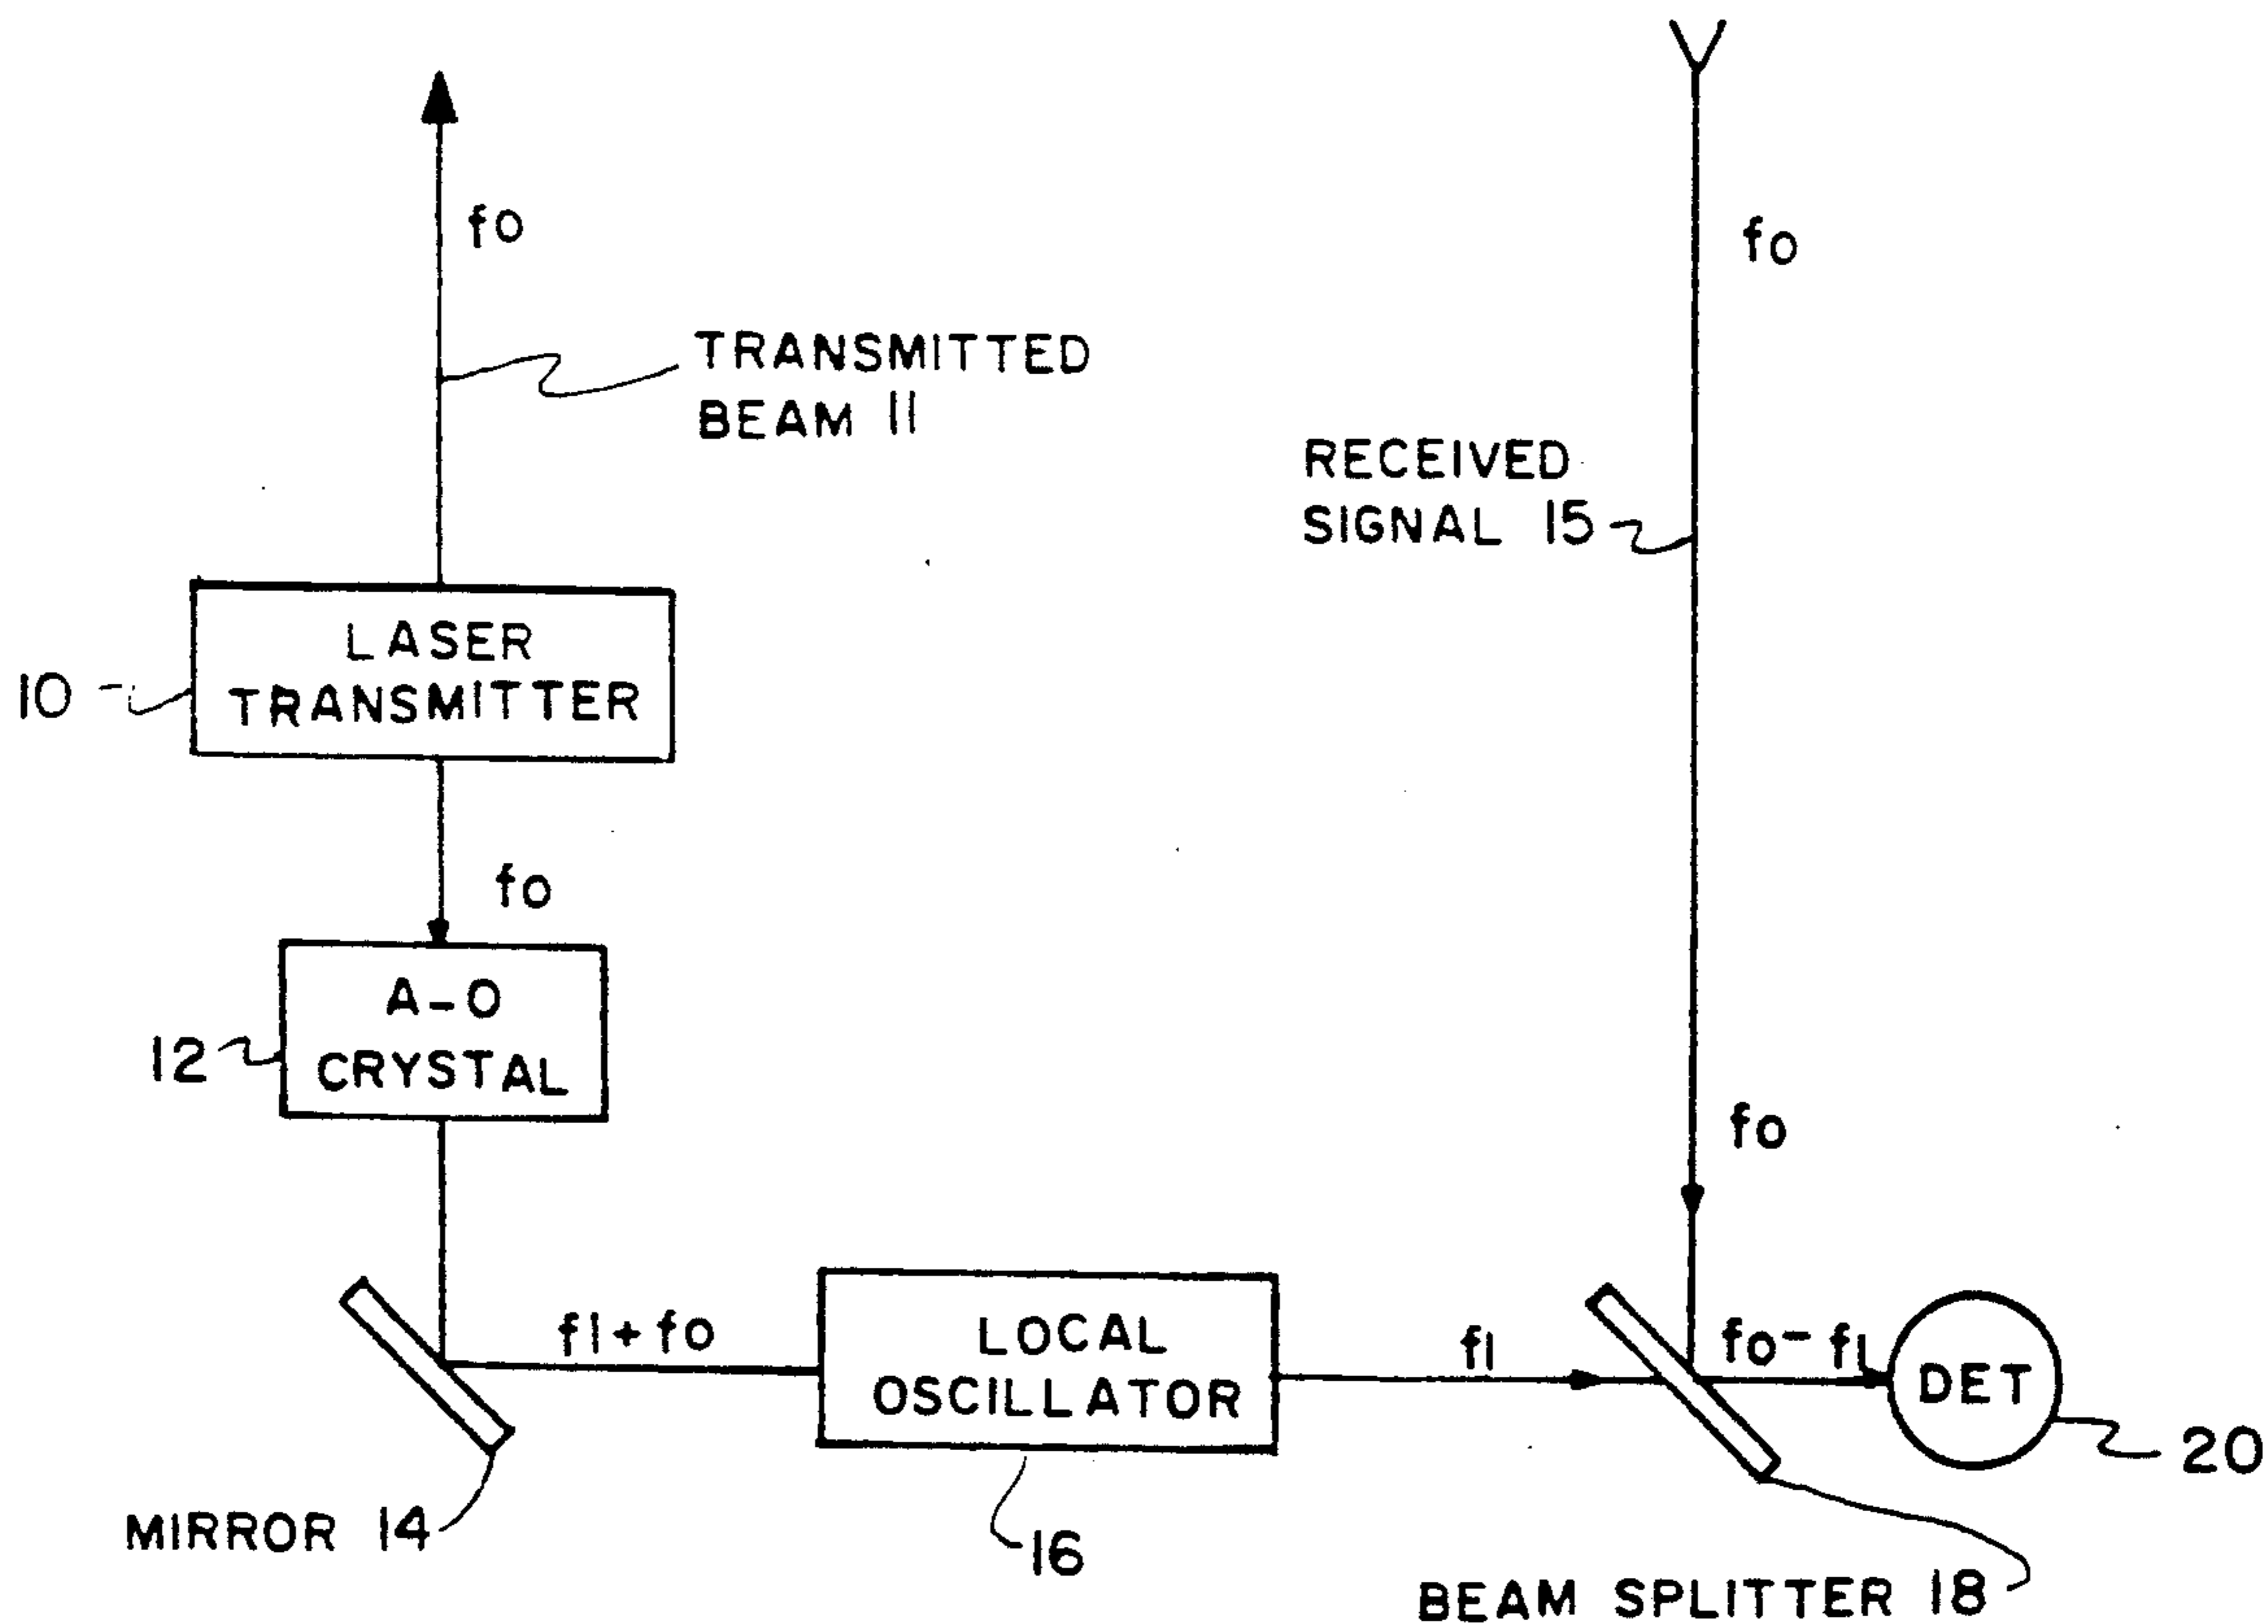 fo
fo
TRANSMITTED
BEAM 11
RECEIVED
SIGNAL 15
LASER
TRANSMITTER
10
fo
A-O
CRYSTAL
12
fo
f1+fo
LOCAL
OSCILLATOR
f1
fo-f1
DET
20
MIRROR 14
16
BEAM SPLITTER 18